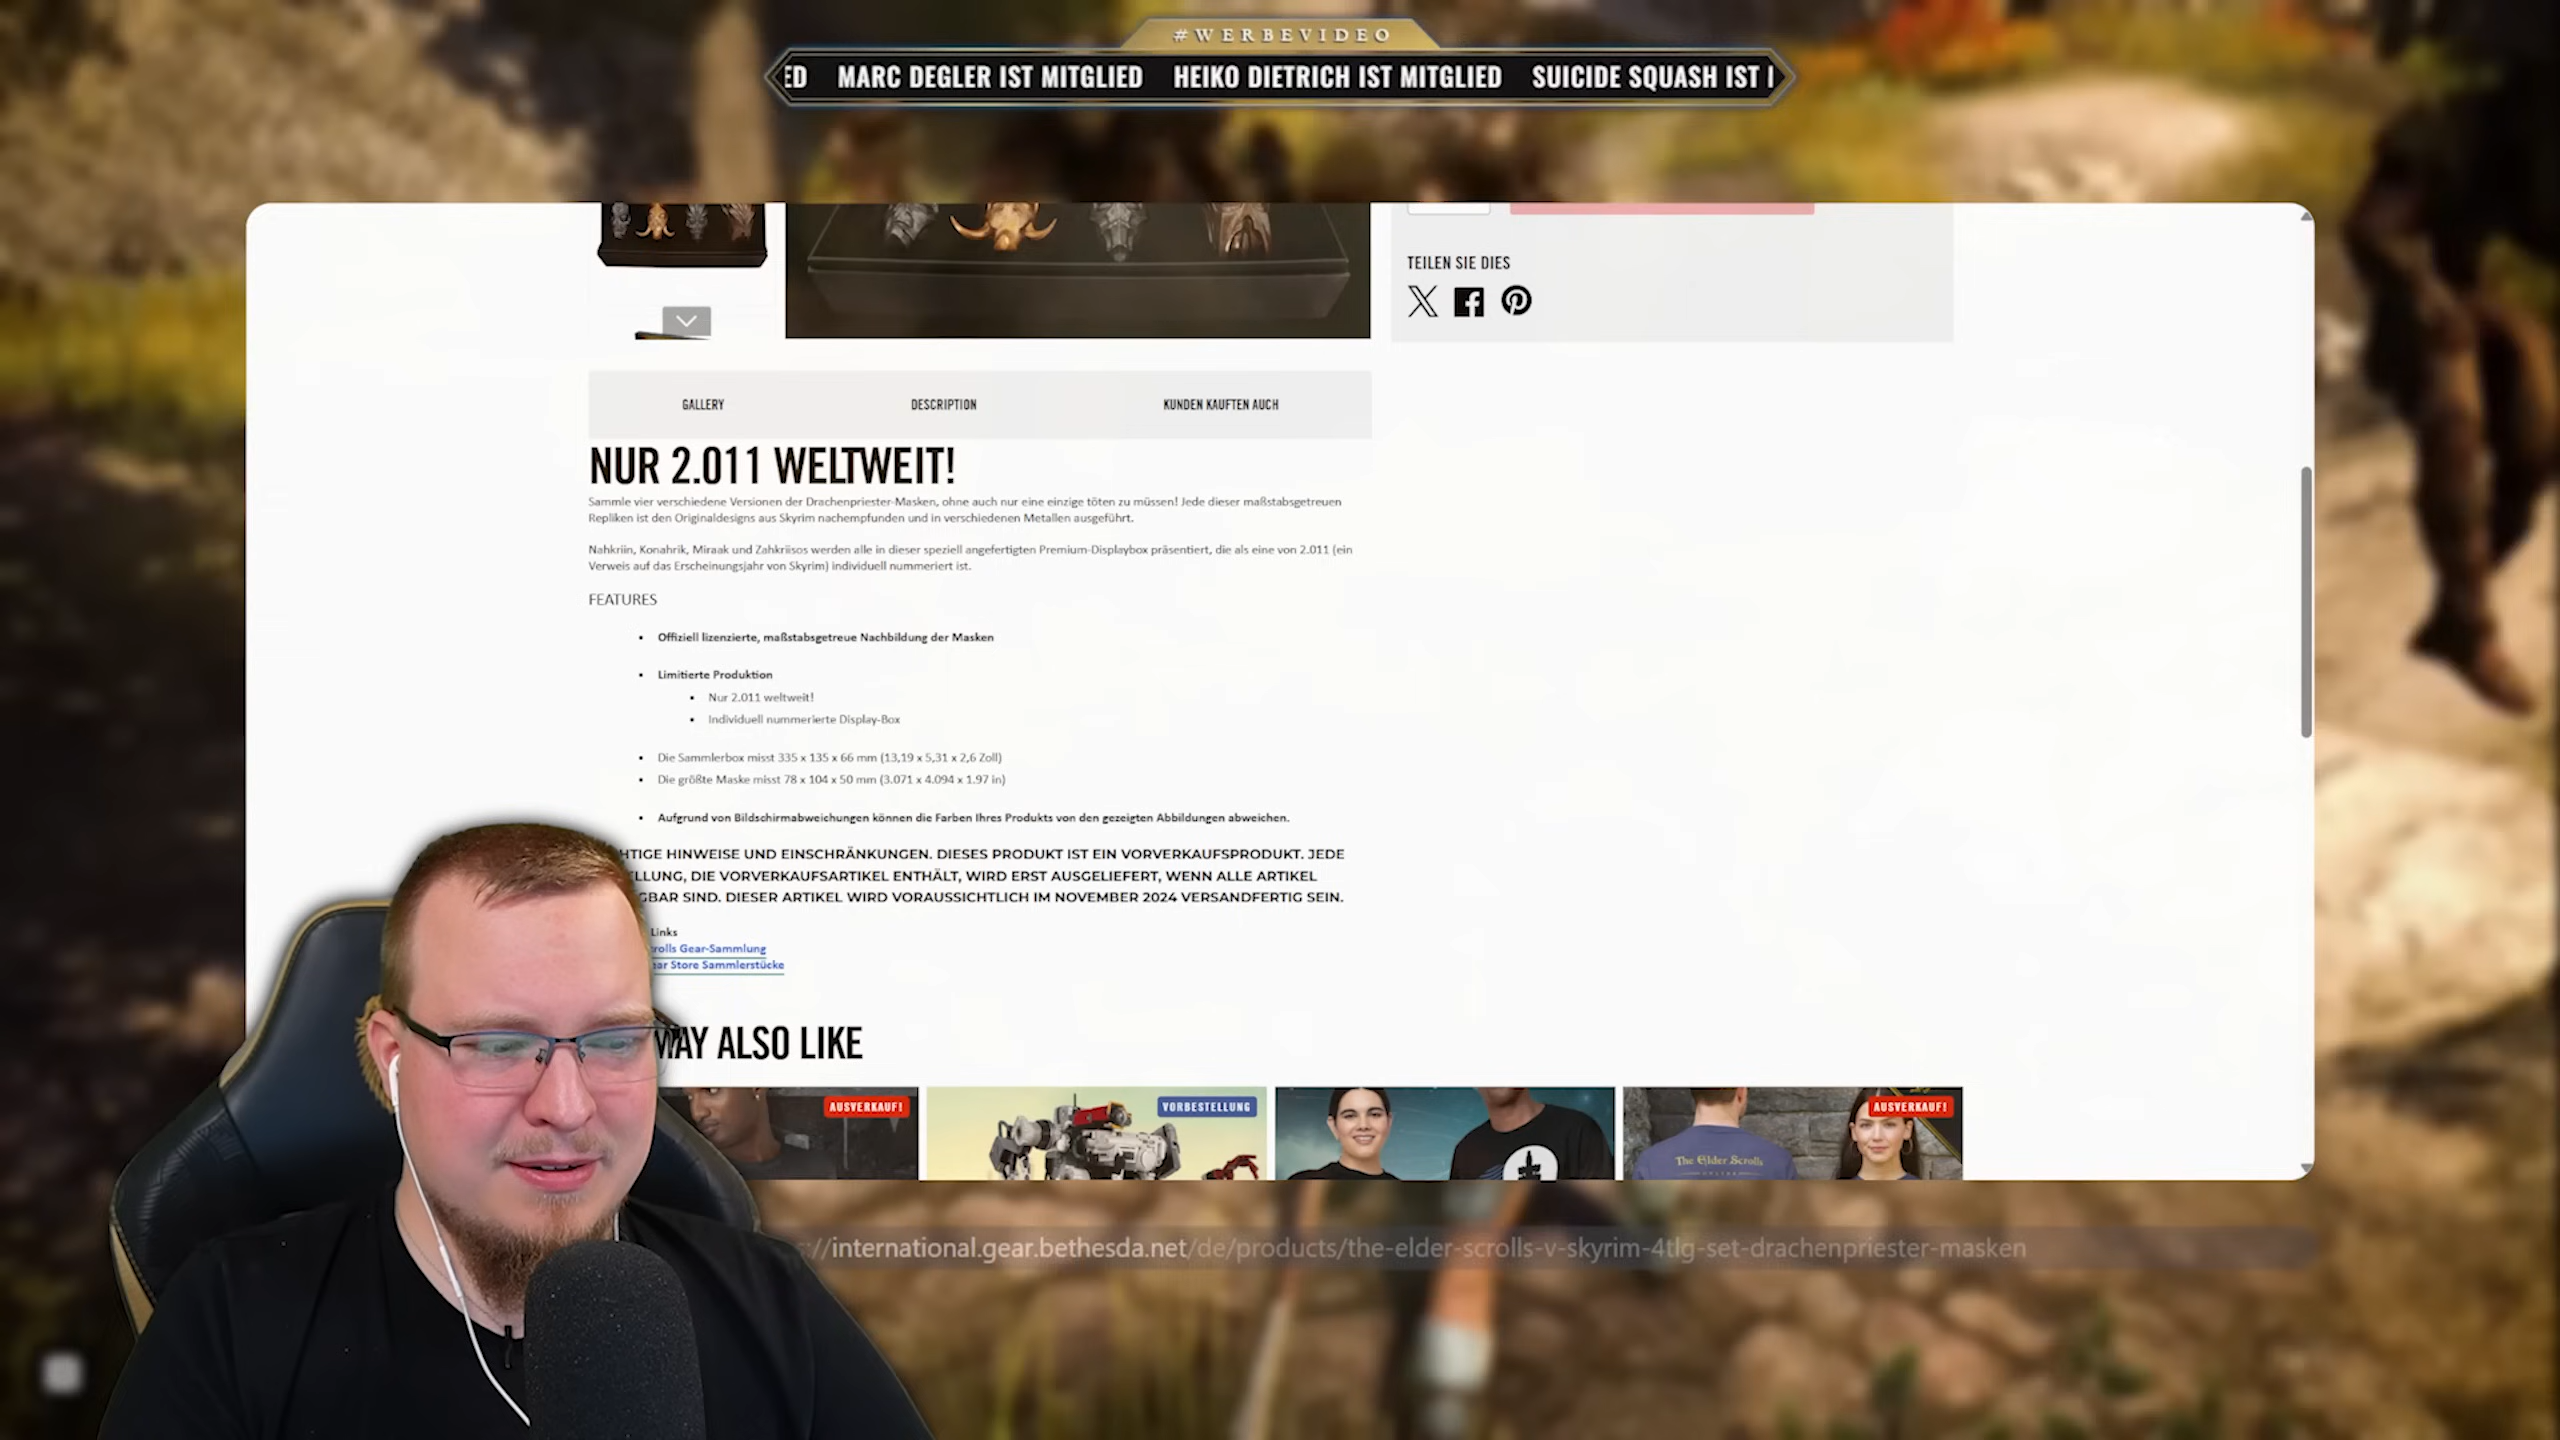 #WERBEVIDEO
ED MARC DEGLER IST MITGLIED HEIKO DIETRICH IST MITGLIED SUICIDE SQUASH IST
TEILEN SIE DIES
GALLERY DESCRIPTION KUNDEN KAUFTEN AUCH
NUR 2.011 WELTWEIT!
Sammle vier verschiedene Versionen der Drachenpriester-Masken, ohne auch nur eine einzige töten zu müssen! Jede dieser maßstabsgetreuen
Repliken ist den Originaldesigns aus Skyrim nachempfunden und in verschiedenen Metallen ausgeführt.
Nahkriin, Konahrik, Miraak und Zahkriisos werden alle in dieser speziell angefertigten Premium-Displaybox präsentiert, die als eine von 2.011 (ein
Verweis auf das Erscheinungsjahr von Skyrim) individuell nummeriert ist.
FEATURES
• Offiziell lizenzierte, maßstabsgetreue Nachbildung der Masken
• Limitierte Produktion
• Nur 2.011 weltweit!
• Individuell nummerierte Display-Box
• Die Sammlerbox misst 335 x 135 x 66 mm (13,19 x 5,31 x 2,6 Zoll)
• Die größte Maske misst 78 x 104 x 50 mm (3.071 x 4.094 x 1.97 in)
• Aufgrund von Bildschirmabweichungen können die Farben Ihres Produkts von den gezeigten Abbildungen abweichen.
HTIGE HINWEISE UND EINSCHRÄNKUNGEN. DIESES PRODUKT IST EIN VORVERKAUFSPRODUKT. JEDE
LLUNG, DIE VORVERKAUFSARTIKEL ENTHÄLT, WIRD ERST AUSGELIEFERT, WENN ALLE ARTIKEL
GBAR SIND. DIESER ARTIKEL WIRD VORAUSSICHTLICH IM NOVEMBER 2024 VERSANDFERTIG SEIN.
Links
rolls Gear-Sammlung
ar Store Sammlerstücke
MAY ALSO LIKE
AUSVERKAUF!
VORBESTELLUNG
AUSVERKAUF!
The Elder Scrolls
://international.gear.bethesda.net/de/products/the-elder-scrolls-v-skyrim-4tlg-set-drachenpriester-masken